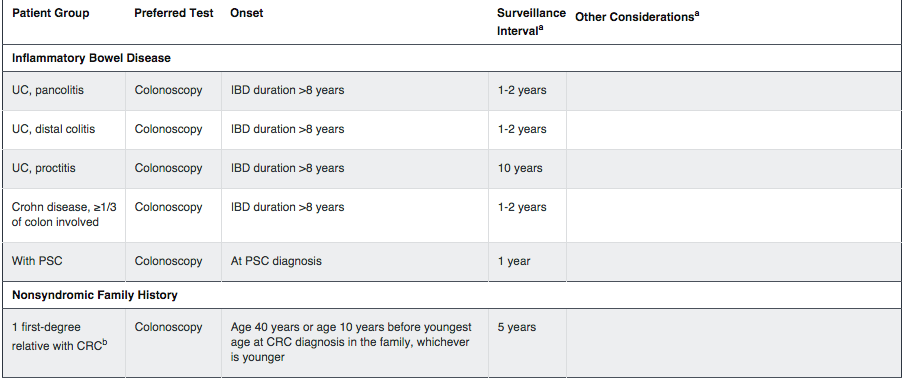 Patient Group Preferred Test Onset Surveillance Intervalᵃ Other Considerationsᵃ
Inflammatory Bowel Disease
UC, pancolitis Colonoscopy IBD duration >8 years 1-2 years
UC, distal colitis Colonoscopy IBD duration >8 years 1-2 years
UC, proctitis Colonoscopy IBD duration >8 years 10 years
Crohn disease, ≥1/3 Colonoscopy IBD duration >8 years 1-2 years
of colon involved
With PSC Colonoscopy At PSC diagnosis 1 year
Nonsyndromic Family History
1 first-degree Colonoscopy Age 40 years or age 10 years before youngest 5 years
relative with CRCᵇ age at CRC diagnosis in the family, whichever
is younger